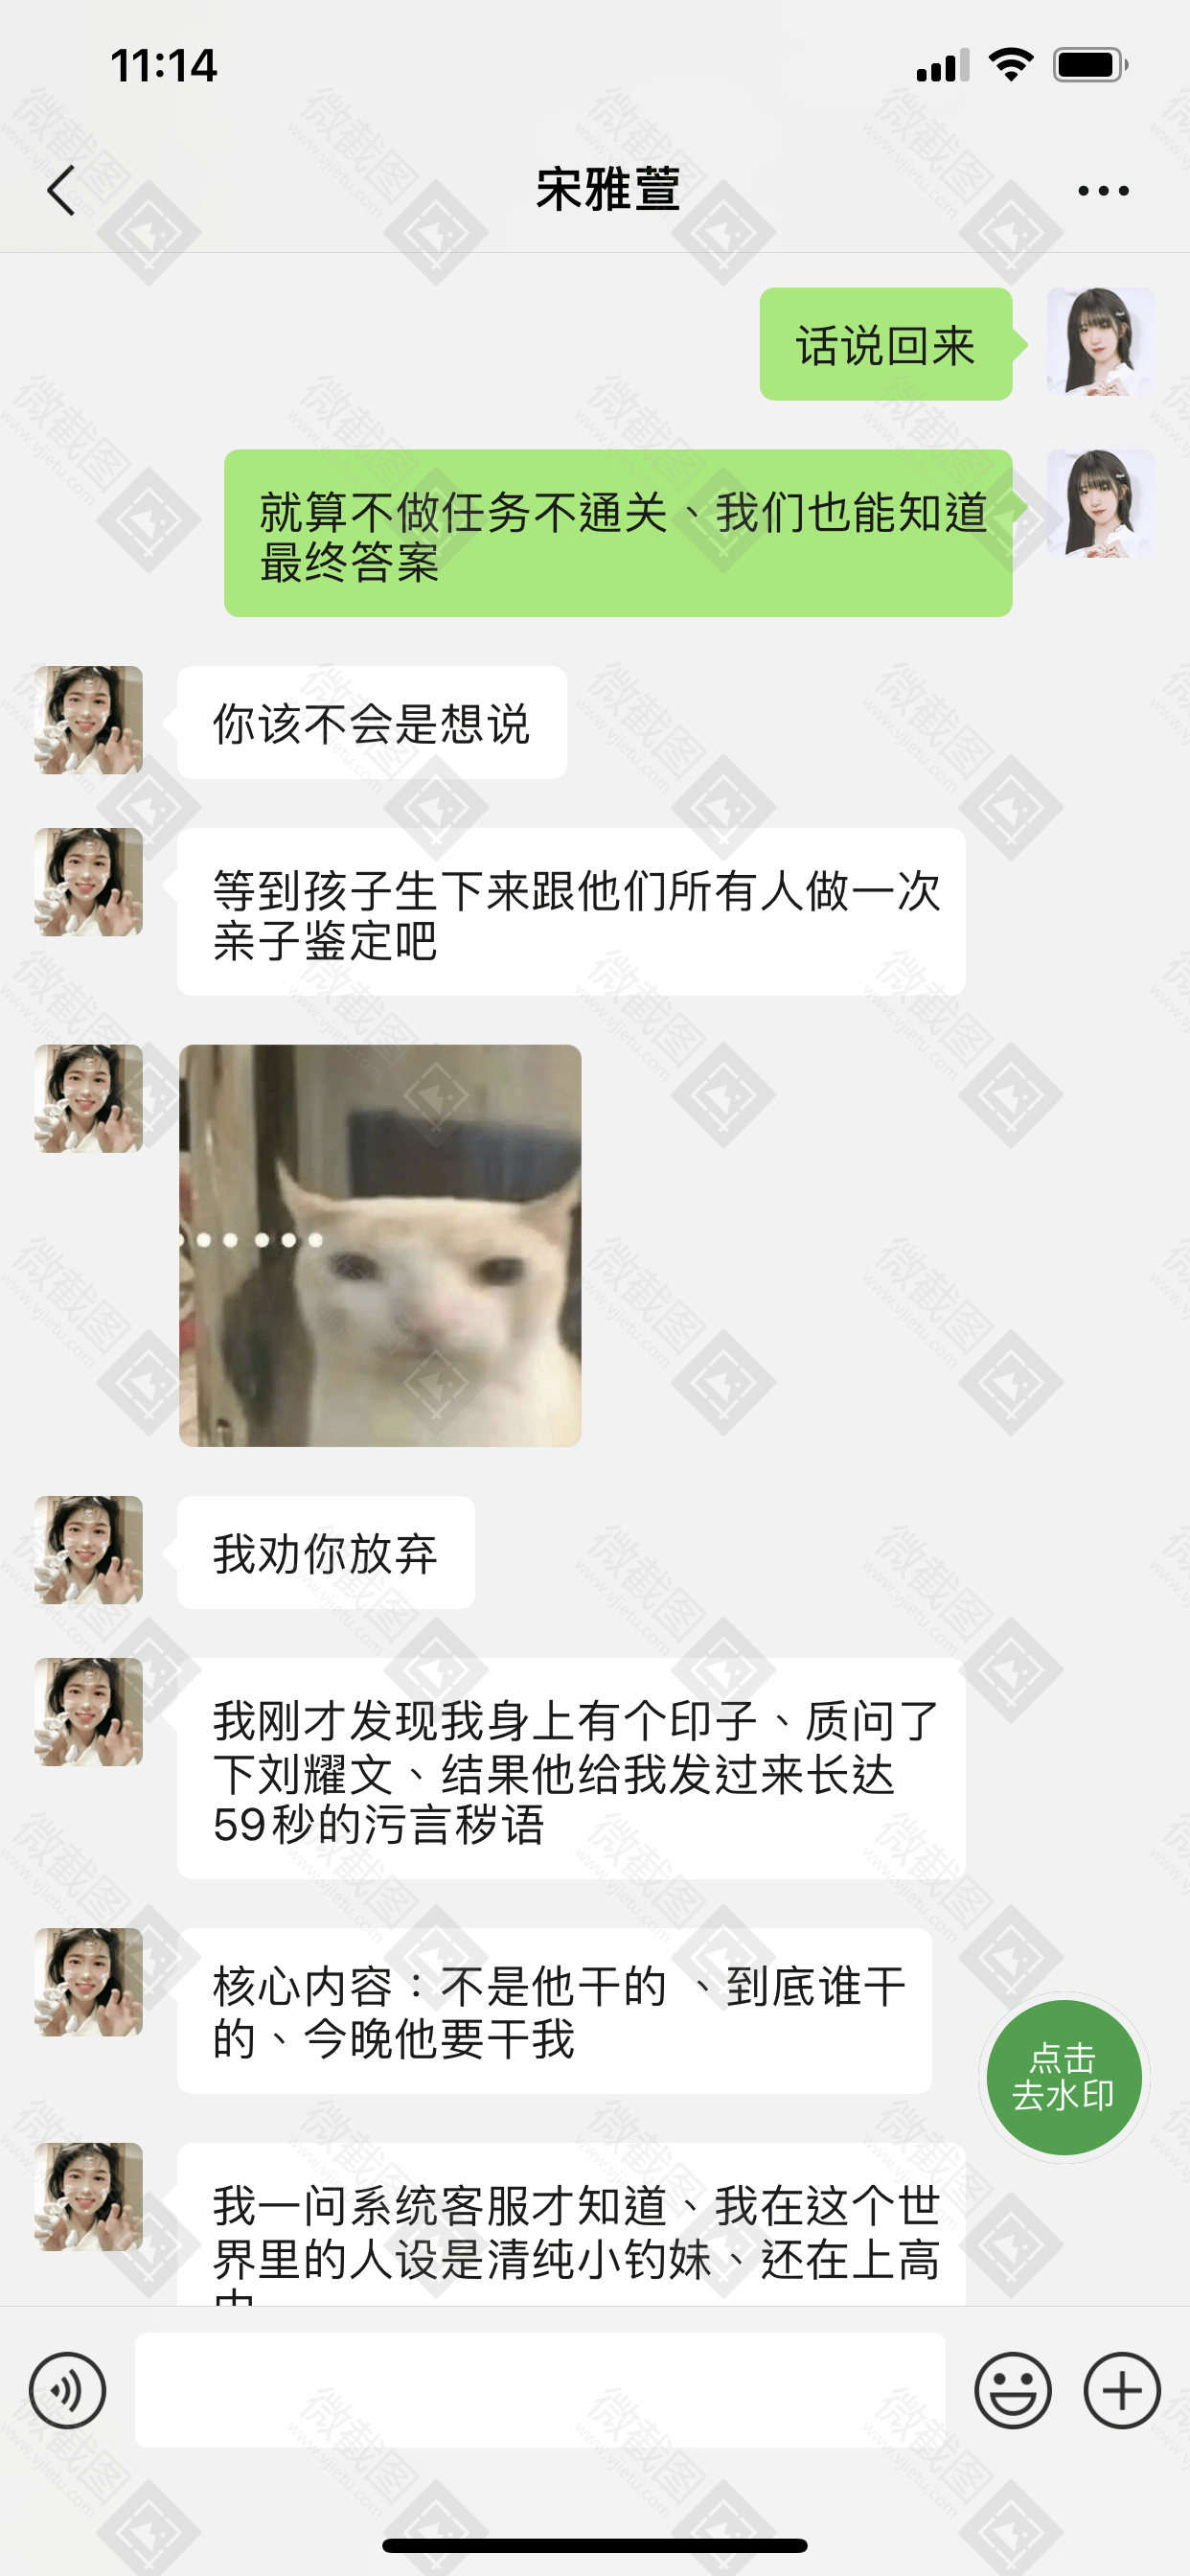 11:14
宋雅萱
话说回来
就算不做任务不通关、我们也能知道
最终答案
你该不会是想说
等到孩子生下来跟他们所有人做一次
亲子鉴定吧
我劝你放弃
我刚才发现我身上有个印子、质问了
下刘耀文、结果他给我发过来长达
59秒的污言秽语
核心内容：不是他干的 、到底谁干
的、今晚他要干我
点击
去水印
我一问系统客服才知道、我在这个世
界里的人设是清纯小钓妹、还在上高
微截图
www.vjietu.com